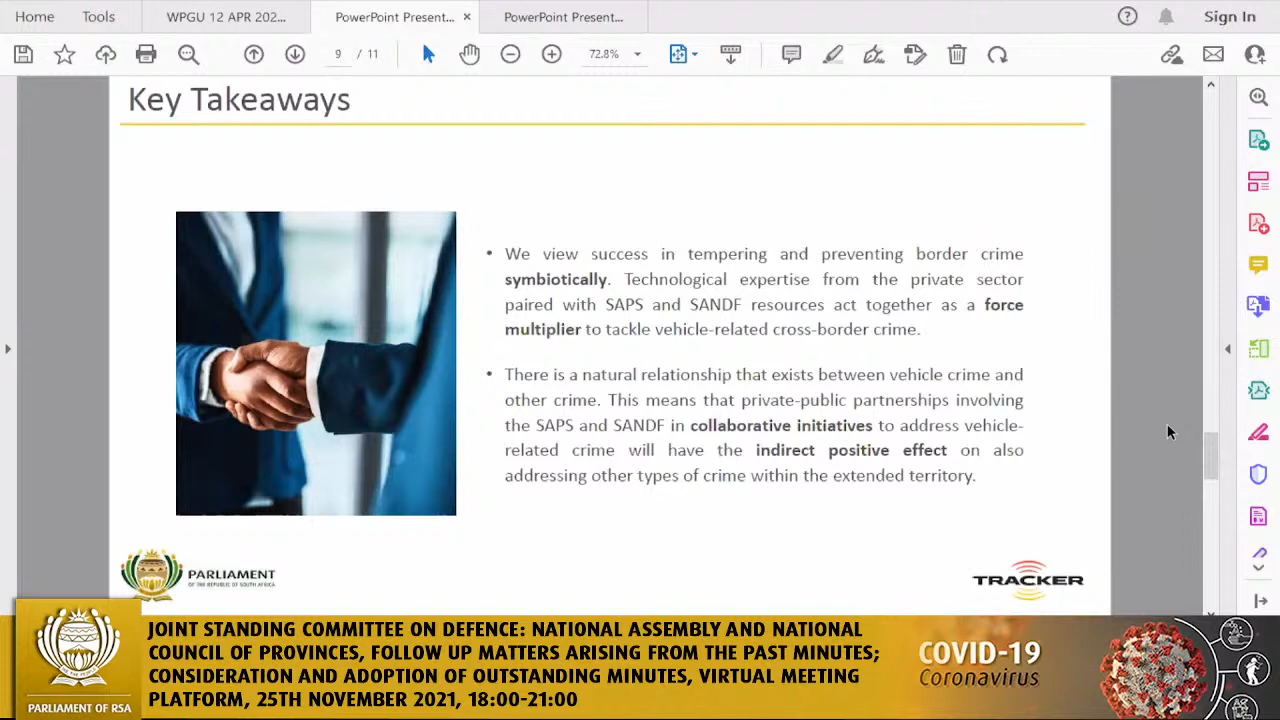 Home
Tools
WPGU 12 APR 202...
PowerPoint Present... ×
PowerPoint Present...
Sign In
9 / 11
72.8%
Key Takeaways
• We view success in tempering and preventing border crime
symbiotically. Technological expertise from the private sector
paired with SAPS and SANDF resources act together as a force
multiplier to tackle vehicle-related cross-border crime.
• There is a natural relationship that exists between vehicle crime and
other crime. This means that private-public partnerships involving
the SAPS and SANDF in collaborative initiatives to address vehicle-
related crime will have the indirect positive effect on also
addressing other types of crime within the extended territory.
PARLIAMENT
OF THE REPUBLIC OF SOUTH AFRICA
TRACKER
PARLIAMENT OF RSA
JOINT STANDING COMMITTEE ON DEFENCE: NATIONAL ASSEMBLY AND NATIONAL
COUNCIL OF PROVINCES, FOLLOW UP MATTERS ARISING FROM THE PAST MINUTES;
CONSIDERATION AND ADOPTION OF OUTSTANDING MINUTES, VIRTUAL MEETING
PLATFORM, 25TH NOVEMBER 2021, 18:00-21:00
COVID-19
Coronavirus